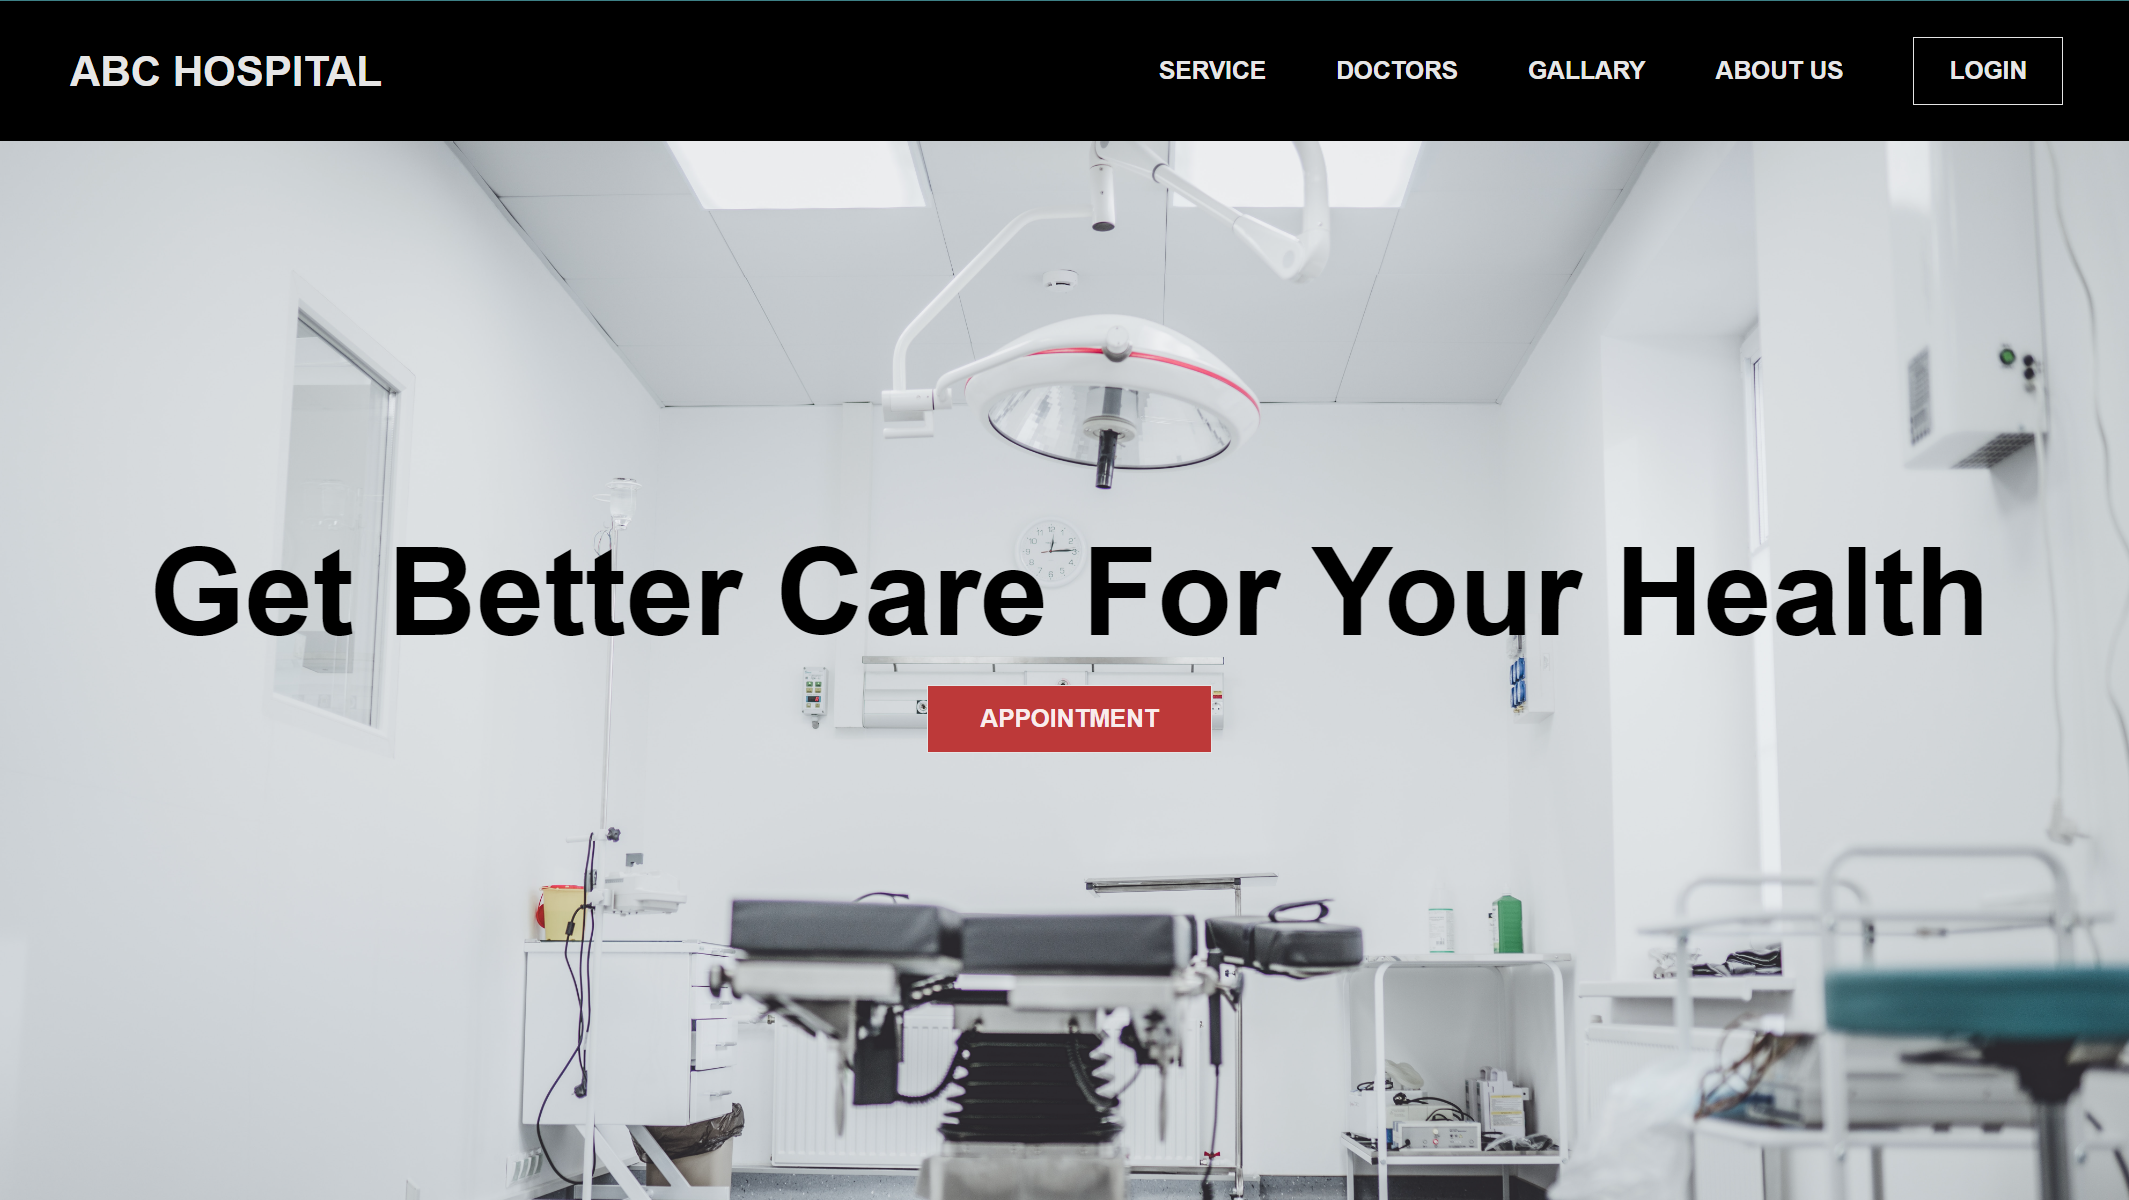 ABC HOSPITAL
SERVICE
DOCTORS
GALLARY
ABOUT US
LOGIN
Get Better Care For Your Health
APPOINTMENT